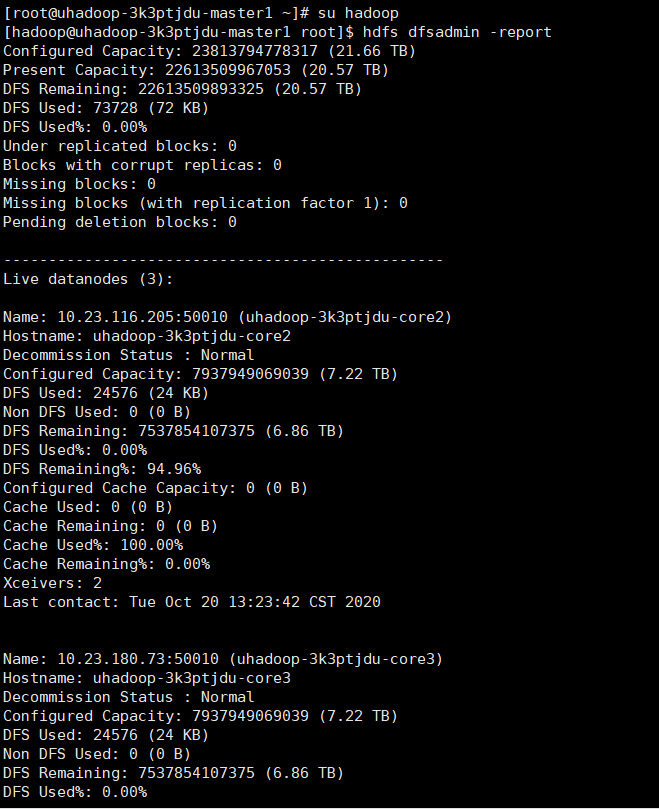 [root@uhadoop-3k3ptjdu-master1 ~]# su hadoop
[hadoop@uhadoop-3k3ptjdu-master1 root]$ hdfs dfsadmin -report
Configured Capacity: 23813794778317 (21.66 TB)
Present Capacity: 22613509967053 (20.57 TB)
DFS Remaining: 22613509893325 (20.57 TB)
DFS Used: 73728 (72 KB)
DFS Used%: 0.00%
Under replicated blocks: 0
Blocks with corrupt replicas: 0
Missing blocks: 0
Missing blocks (with replication factor 1): 0
Pending deletion blocks: 0
-------------------------------------------------
Live datanodes (3):
Name: 10.23.116.205:50010 (uhadoop-3k3ptjdu-core2)
Hostname: uhadoop-3k3ptjdu-core2
Decommission Status : Normal
Configured Capacity: 7937949069039 (7.22 TB)
DFS Used: 24576 (24 KB)
Non DFS Used: 0 (0 B)
DFS Remaining: 7537854107375 (6.86 TB)
DFS Used%: 0.00%
DFS Remaining%: 94.96%
Configured Cache Capacity: 0 (0 B)
Cache Used: 0 (0 B)
Cache Remaining: 0 (0 B)
Cache Used%: 100.00%
Cache Remaining%: 0.00%
Xceivers: 2
Last contact: Tue Oct 20 13:23:42 CST 2020
Name: 10.23.180.73:50010 (uhadoop-3k3ptjdu-core3)
Hostname: uhadoop-3k3ptjdu-core3
Decommission Status : Normal
Configured Capacity: 7937949069039 (7.22 TB)
DFS Used: 24576 (24 KB)
Non DFS Used: 0 (0 B)
DFS Remaining: 7537854107375 (6.86 TB)
DFS Used%: 0.00%